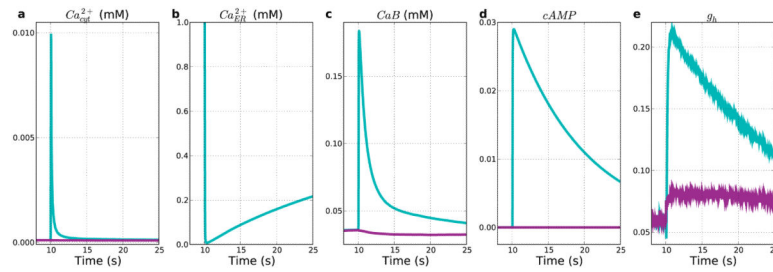 a Ca²⁺cyt (mM)
0.010
0.005
0.000
10 15 20 25
Time (s)
b Ca²⁺ER (mM)
1.0
0.8
0.6
0.4
0.2
0.0
10 15 20 25
Time (s)
c CaB (mM)
0.15
0.10
0.05
10 15 20 25
Time (s)
d cAMP
0.03
0.02
0.01
0.00
10 15 20 25
Time (s)
e gh
0.20
0.15
0.10
0.05
10 15 20 25
Time (s)